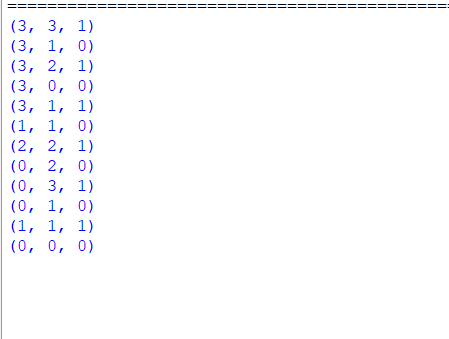 =============================================
(3, 3, 1)
(3, 1, 0)
(3, 2, 1)
(3, 0, 0)
(3, 1, 1)
(1, 1, 0)
(2, 2, 1)
(0, 2, 0)
(0, 3, 1)
(0, 1, 0)
(1, 1, 1)
(0, 0, 0)